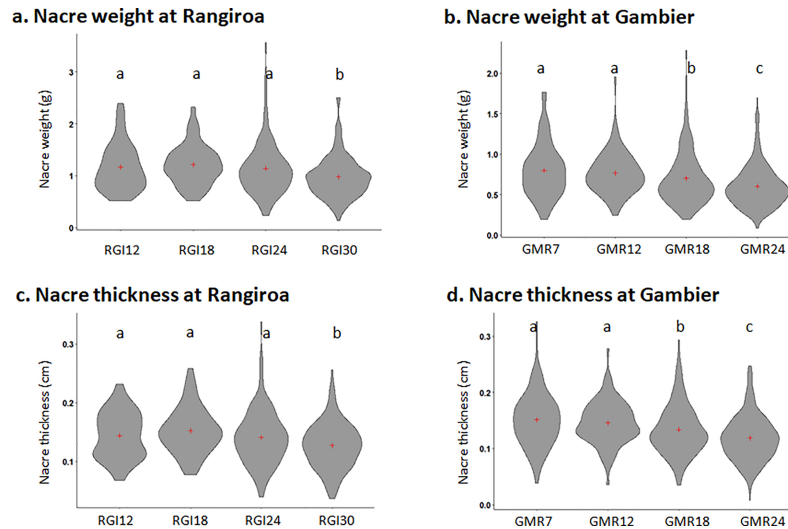 a. Nacre weight at Rangiroa
Nacre weight (g)
3
2
1
0
a a a b
RGI12 RGI18 RGI24 RGI30
b. Nacre weight at Gambier
Nacre weight (g)
2.0
1.5
1.0
0.5
0.0
a a b c
GMR7 GMR12 GMR18 GMR24
c. Nacre thickness at Rangiroa
Nacre thickness (cm)
0.3
0.2
0.1
a a a b
RGI12 RGI18 RGI24 RGI30
d. Nacre thickness at Gambier
Nacre thickness (cm)
0.3
0.2
0.1
0.0
a a b c
GMR7 GMR12 GMR18 GMR24